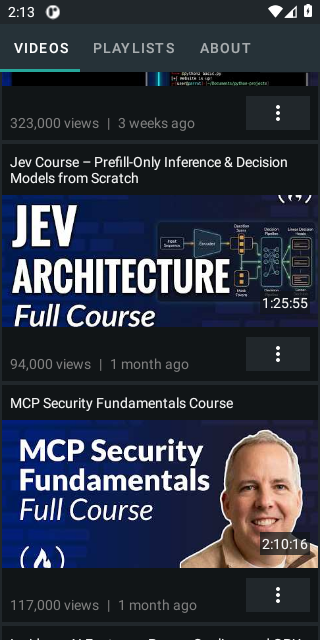 2:13
VIDEOS
PLAYLISTS
ABOUT
323,000 views | 3 weeks ago
Jev Course – Prefill-Only Inference & Decision
Models from Scratch
JEV
ARCHITECTURE
Full Course
Encoder
1:25:55
94,000 views | 1 month ago
MCP Security Fundamentals Course
MCP Security
Fundamentals
Full Course
2:10:16
117,000 views | 1 month ago